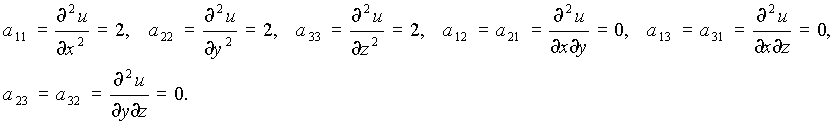 a₁₁ = ∂²u/∂x² = 2, a₂₂ = ∂²u/∂y² = 2, a₃₃ = ∂²u/∂z² = 2, a₁₂ = a₂₁ = ∂²u/∂x∂y = 0, a₁₃ = a₃₁ = ∂²u/∂x∂z = 0,
a₂₃ = a₃₂ = ∂²u/∂y∂z = 0.